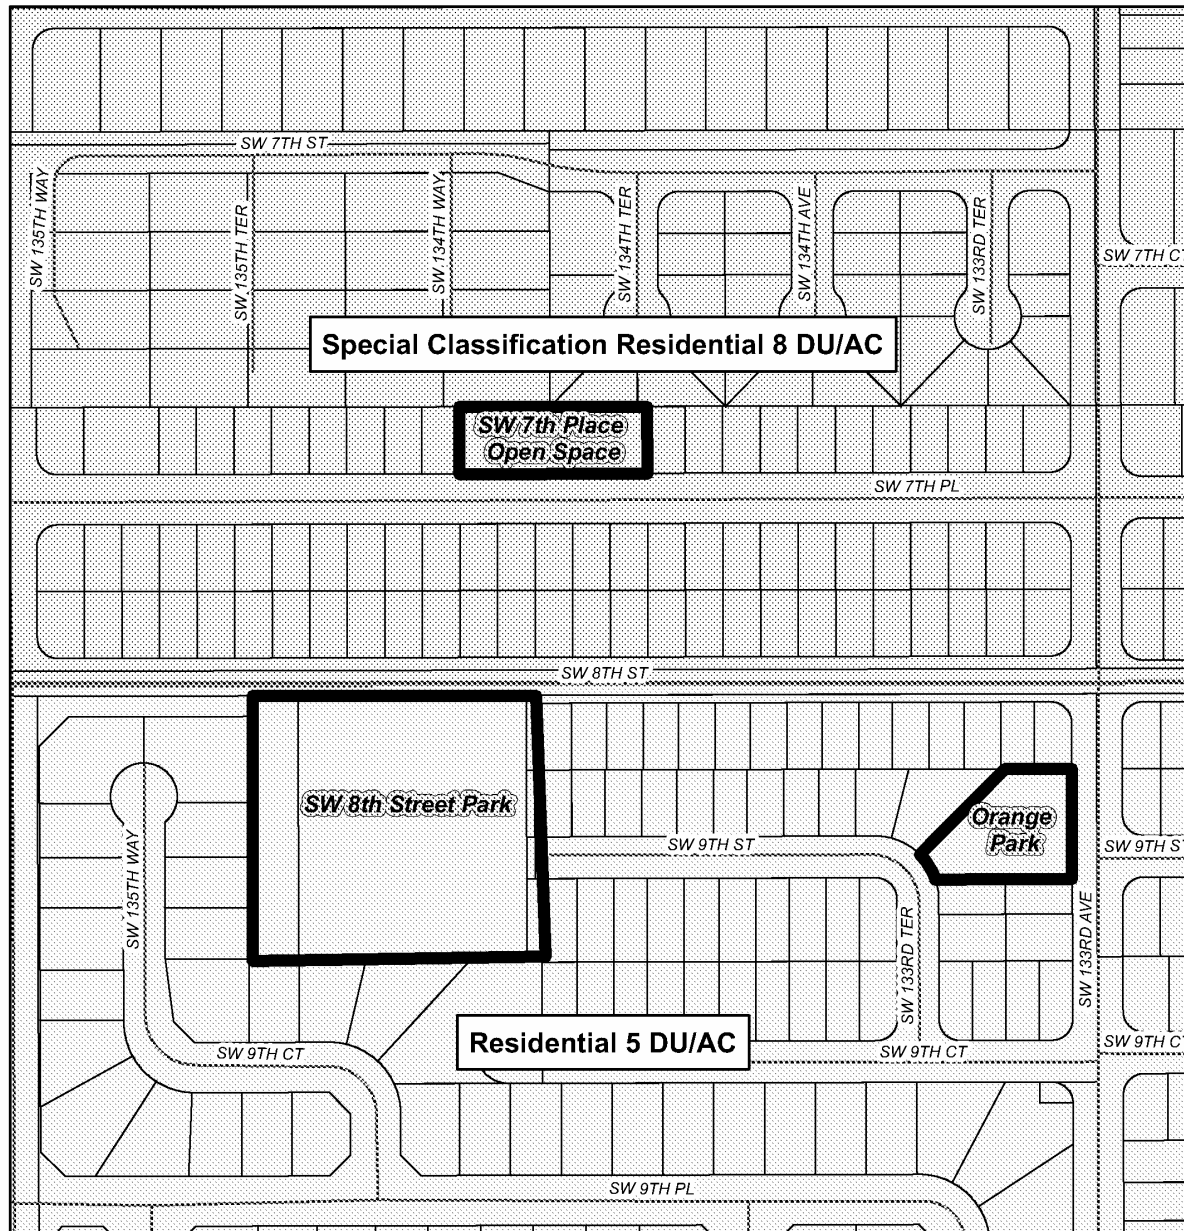 SW 7TH ST
SW 135TH WAY
SW 135TH TER
SW 134TH WAY
SW 134TH TER
SW 134TH AVE
SW 133RD TER
SW 7TH CT
Special Classification Residential 8 DU/AC
SW 7th Place
Open Space
SW 7TH PL
SW 8TH ST
SW 8th Street Park
Orange
Park
SW 9TH ST
SW 9TH ST
SW 135TH WAY
SW 133RD TER
SW 133RD AVE
Residential 5 DU/AC
SW 9TH CT
SW 9TH CT
SW 9TH CT
SW 9TH PL